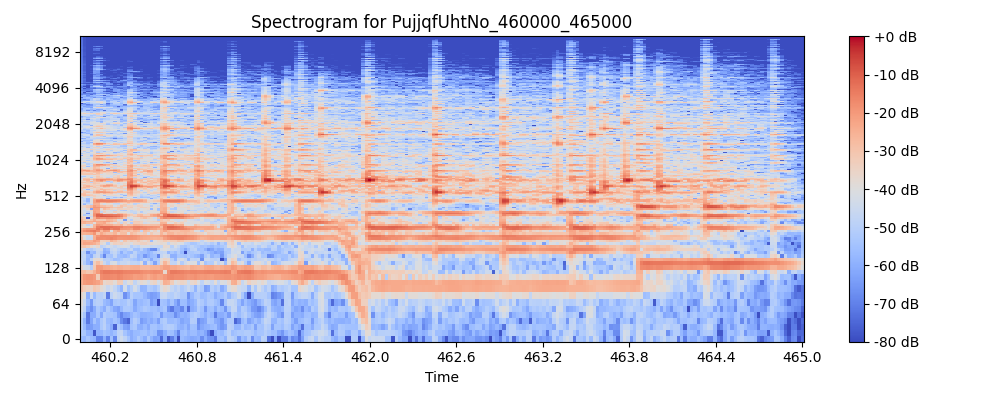 Spectrogram for PujjqfUhtNo_460000_465000
Hz
8192
4096
2048
1024
512
256
128
64
0
460.2 460.8 461.4 462.0 462.6 463.2 463.8 464.4 465.0
Time
+0 dB
-10 dB
-20 dB
-30 dB
-40 dB
-50 dB
-60 dB
-70 dB
-80 dB